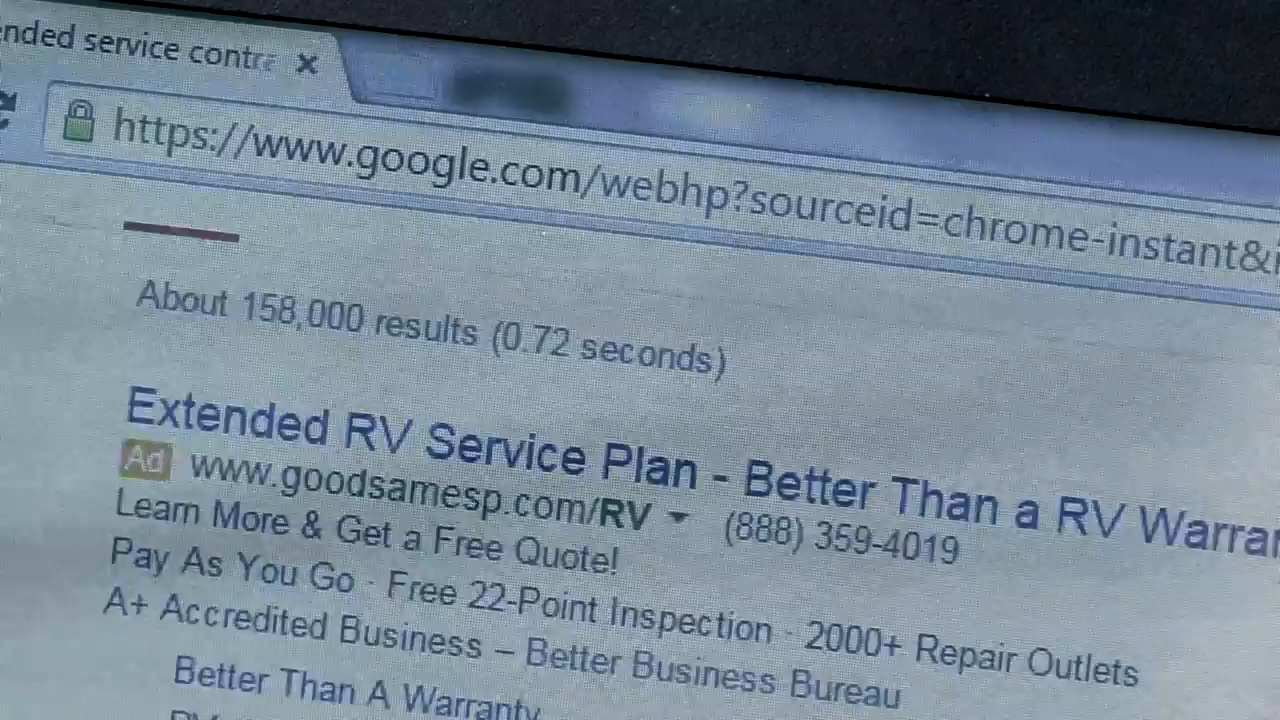 nded service contra
https://www.google.com/webhp?sourceid=chrome-instant&i
About 158,000 results (0.72 seconds)
Extended RV Service Plan - Better Than a RV Warra
Ad www.goodsamesp.com/RV (888) 359-4019
Learn More & Get a Free Quote!
Pay As You Go · Free 22-Point Inspection · 2000+ Repair Outlets
A+ Accredited Business – Better Business Bureau
Better Than A Warranty